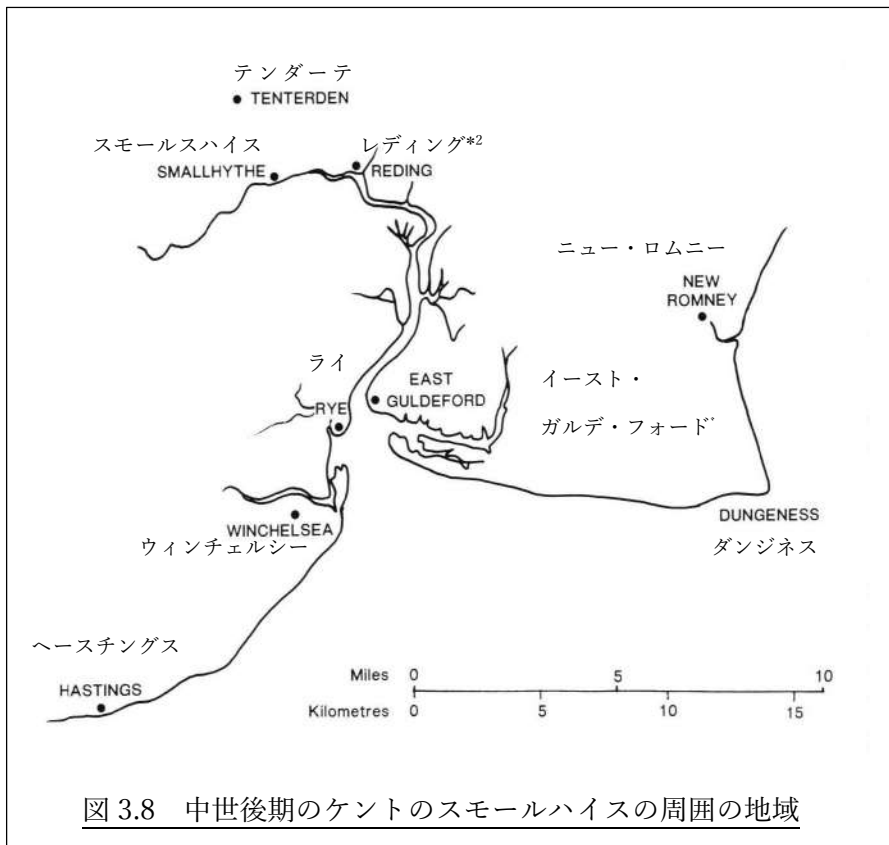 テンダーテ
TENTERDEN
スモールスハイス
レディング*2
SMALLHYTHE
REDING
ニュー・ロムニー
NEW
ROMNEY
ライ
EAST
イースト・
GULDEFORD
RYE
ガルデ・フォード
WINCHELSEA
DUNGENESS
ウィンチェルシー
ダンジネス
ヘースチングス
Miles 0 5 10
HASTINGS
Kilometres 0 5 10 15
図 3.8 中世後期のケントのスモールハイスの周囲の地域